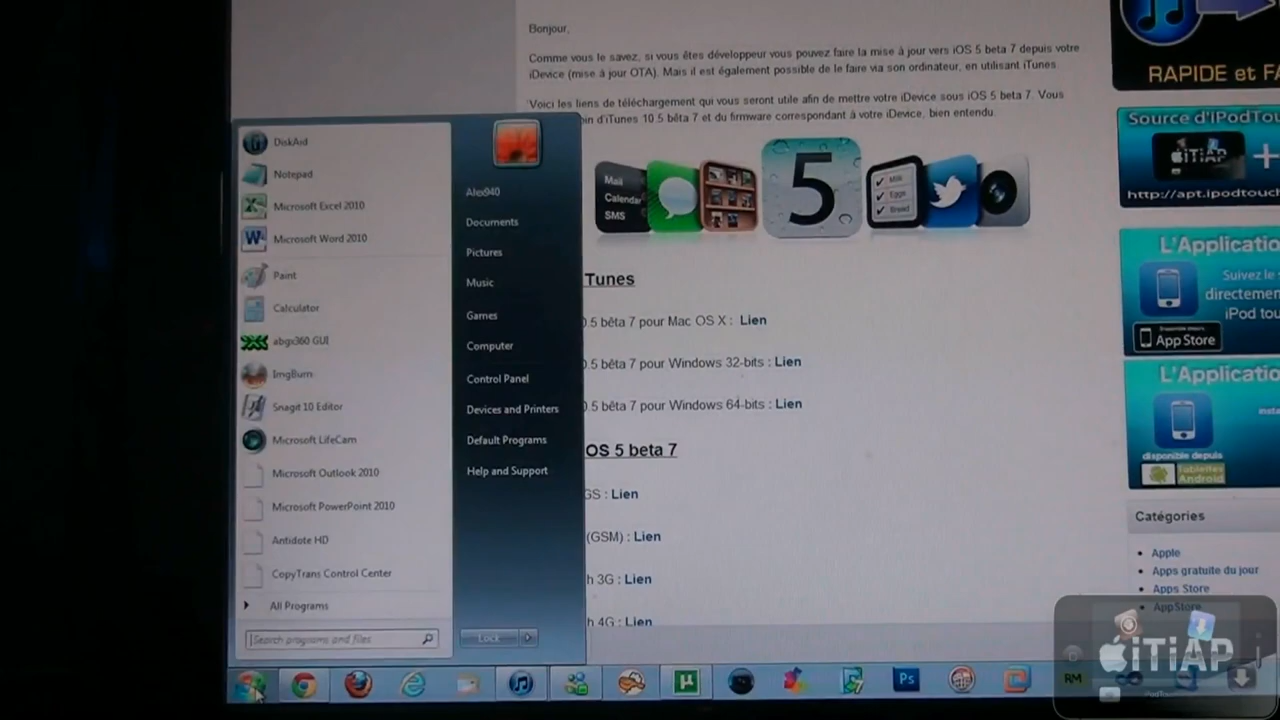 Bonjour,
Comme vous le savez, si vous êtes développeur vous pouvez faire la mise à jour vers iOS 5 beta 7 depuis votre
iDevice (mise à jour OTA). Mais il est également possible de le faire via son ordinateur, en utilisant iTunes.
Voici les liens de téléchargement qui vous seront utile afin de mettre votre iDevice sous iOS 5 beta 7. Vous
in d'iTunes 10.5 bêta 7 et du firmware correspondant à votre iDevice, bien entendu.
Mail
Calendar
SMS
5
Milk
Eggs
Bread
Tunes
.5 bêta 7 pour Mac OS X : Lien
.5 bêta 7 pour Windows 32-bits : Lien
.5 bêta 7 pour Windows 64-bits : Lien
OS 5 beta 7
GS : Lien
(GSM) : Lien
h 3G : Lien
h 4G : Lien
DiskAid
Notepad
Microsoft Excel 2010
Microsoft Word 2010
Paint
Calculator
abgx360 GUI
ImgBurn
Snagit 10 Editor
Microsoft LifeCam
Microsoft Outlook 2010
Microsoft PowerPoint 2010
Antidote HD
CopyTrans Control Center
All Programs
Search programs and files
Alex940
Documents
Pictures
Music
Games
Computer
Control Panel
Devices and Printers
Default Programs
Help and Support
Lock
RAPIDE et FA
Source d'iPodTou
iTiAP +
http://apt.ipodtouch
L'Application
Suivez le s
directemen
iPod tou
Disponible sur
App Store
L'Application
insta
disponible depuis
Tablettes
Android
Catégories
Apple
Apps gratuite du jour
Apps Store
AppStore
iTiAP
Ps
RM